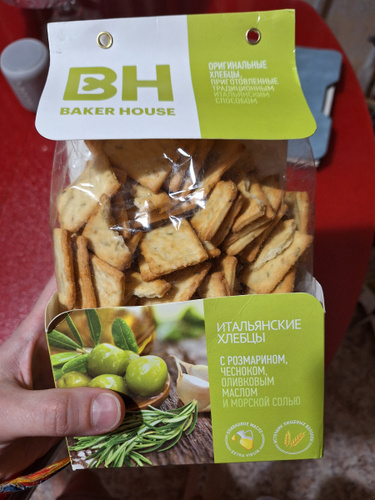 BH
BAKER HOUSE
ОРИГИНАЛЬНЫЕ
ХЛЕБЦЫ,
ПРИГОТОВЛЕННЫЕ
ТРАДИЦИОННЫМ
ИТАЛЬЯНСКИМ
СПОСОБОМ
ИТАЛЬЯНСКИЕ
ХЛЕБЦЫ
С РОЗМАРИНОМ,
ЧЕСНОКОМ,
ОЛИВКОВЫМ
МАСЛОМ
И МОРСКОЙ СОЛЬЮ